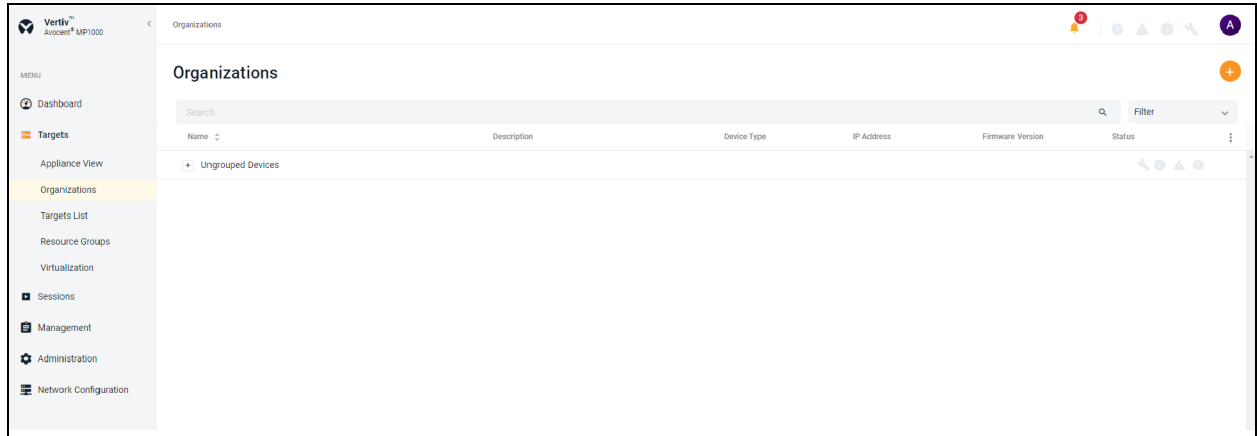 Vertiv™
Avocent® MP1000
Organizations
3
A
MENU
Organizations
Dashboard
Search
Filter
Targets
Name
Description
Device Type
IP Address
Firmware Version
Status
Appliance View
Ungrouped Devices
Organizations
Targets List
Resource Groups
Virtualization
Sessions
Management
Administration
Network Configuration